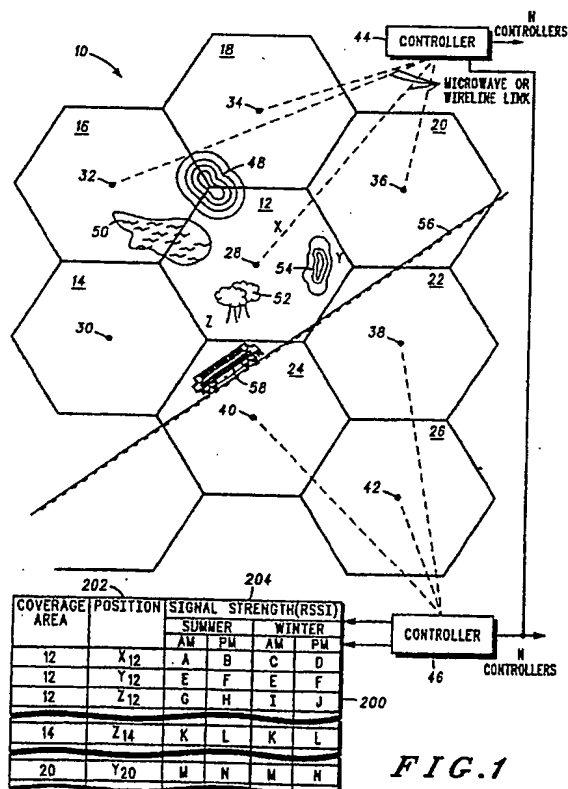 44
CONTROLLER
N
CONTROLLERS
10
18
MICROWAVE OR
WIRELINE LINK
16
34
20
32
48
36
12
50
X
56
28
54
Y
14
52
22
Z
30
38
24
58
40
26
42
202
204
COVERAGE AREA POSITION SIGNAL STRENGTH(RSSI)
SUMMER WINTER
AM PM AM PM
12 X12 A B C D
12 Y12 E F E F
12 Z12 G H I J
14 Z14 K L K L
20 Y20 M N M N
200
CONTROLLER
46
N
CONTROLLERS
FIG.1